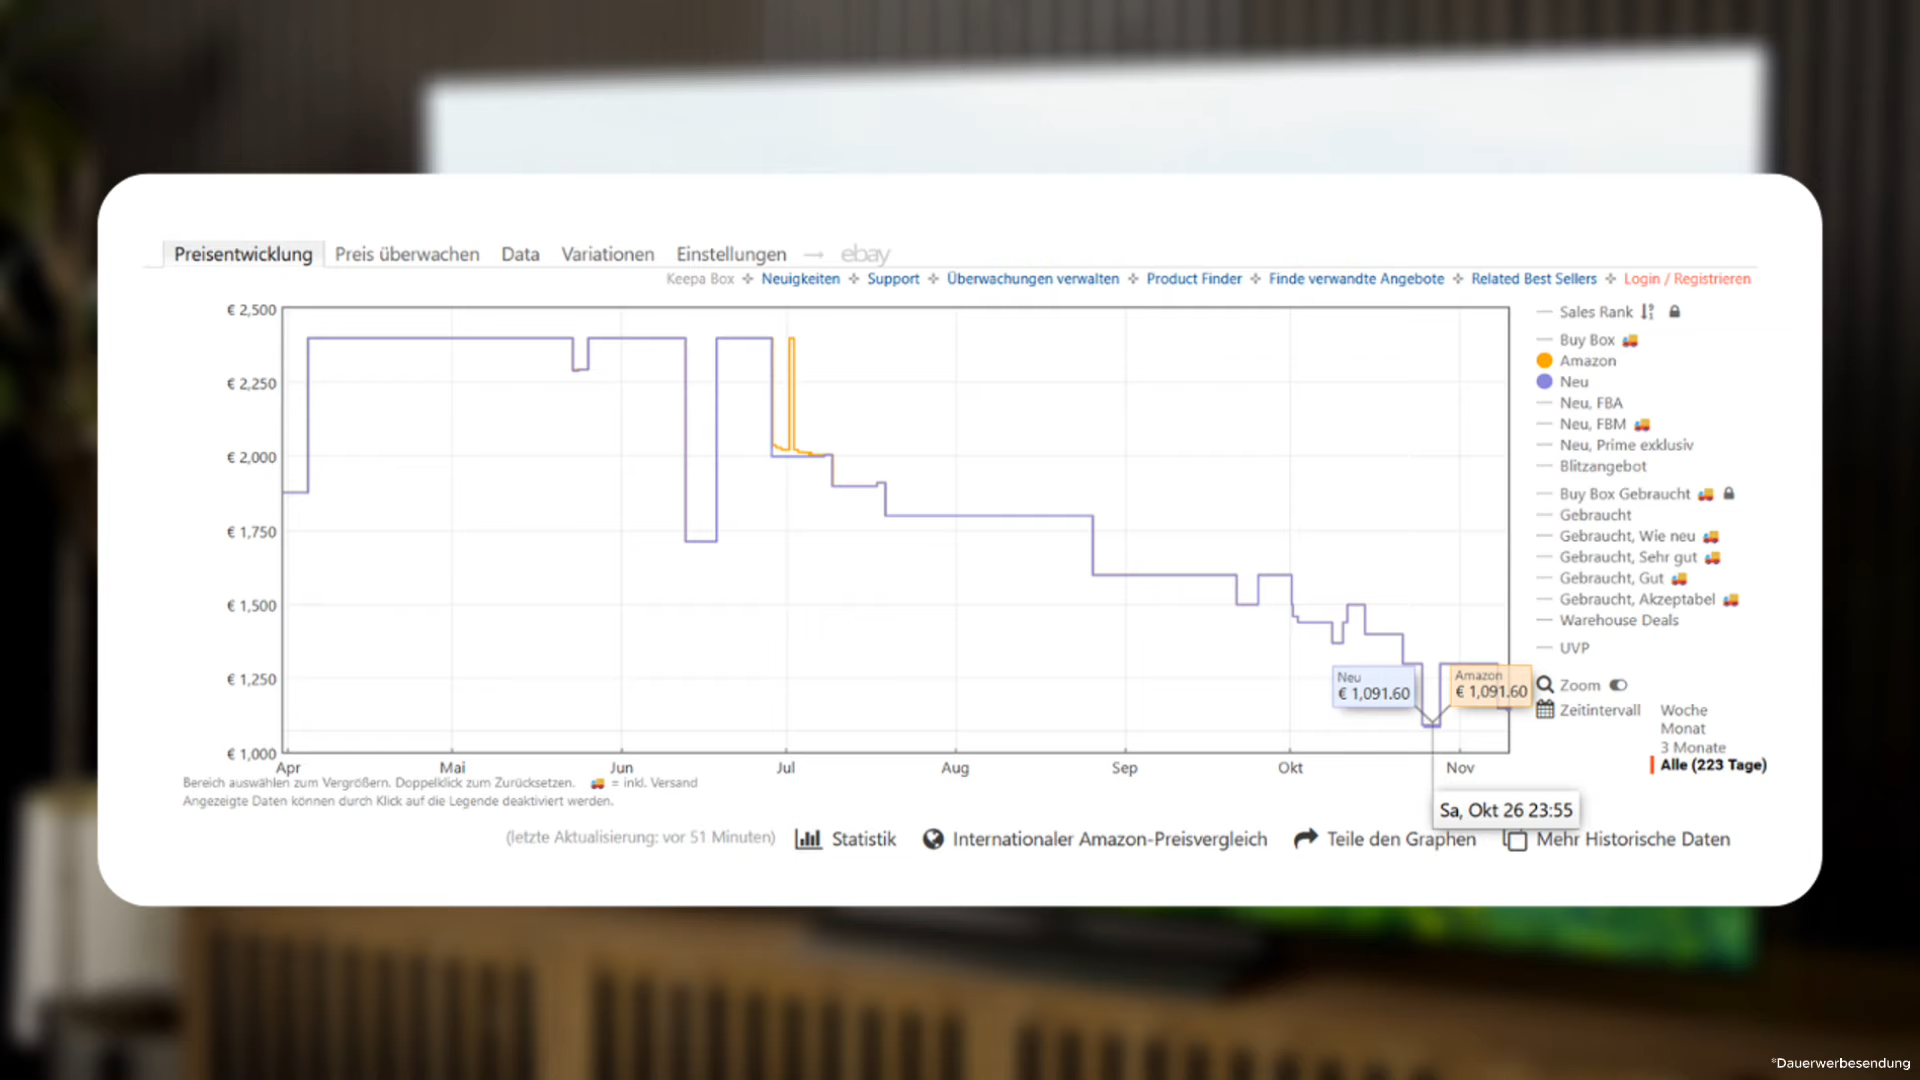 Preisentwicklung Preis überwachen Data Variationen Einstellungen → ebay
Keepa Box ✧ Neuigkeiten ✧ Support ✧ Überwachungen verwalten ✧ Product Finder ✧ Finde verwandte Angebote ✧ Related Best Sellers ✧ Login / Registrieren
€ 2,500
€ 2,250
€ 2,000
€ 1,750
€ 1,500
€ 1,250
€ 1,000
Apr Mai Jun Jul Aug Sep Okt Nov
Neu
€ 1,091.60
Amazon
€ 1,091.60
Sa, Okt 26 23:55
Sales Rank
Buy Box
Amazon
Neu
Neu, FBA
Neu, FBM
Neu, Prime exklusiv
Blitzangebot
Buy Box Gebraucht
Gebraucht
Gebraucht, Wie neu
Gebraucht, Sehr gut
Gebraucht, Gut
Gebraucht, Akzeptabel
Warehouse Deals
UVP
Zoom
Zeitintervall
Woche
Monat
3 Monate
Alle (223 Tage)
Bereich auswählen zum Vergrößern. Doppelklick zum Zurücksetzen. 🚚 = inkl. Versand
Angezeigte Daten können durch Klick auf die Legende deaktiviert werden.
(letzte Aktualisierung: vor 51 Minuten) Statistik Internationaler Amazon-Preisvergleich Teile den Graphen Mehr Historische Daten
*Dauerwerbesendung